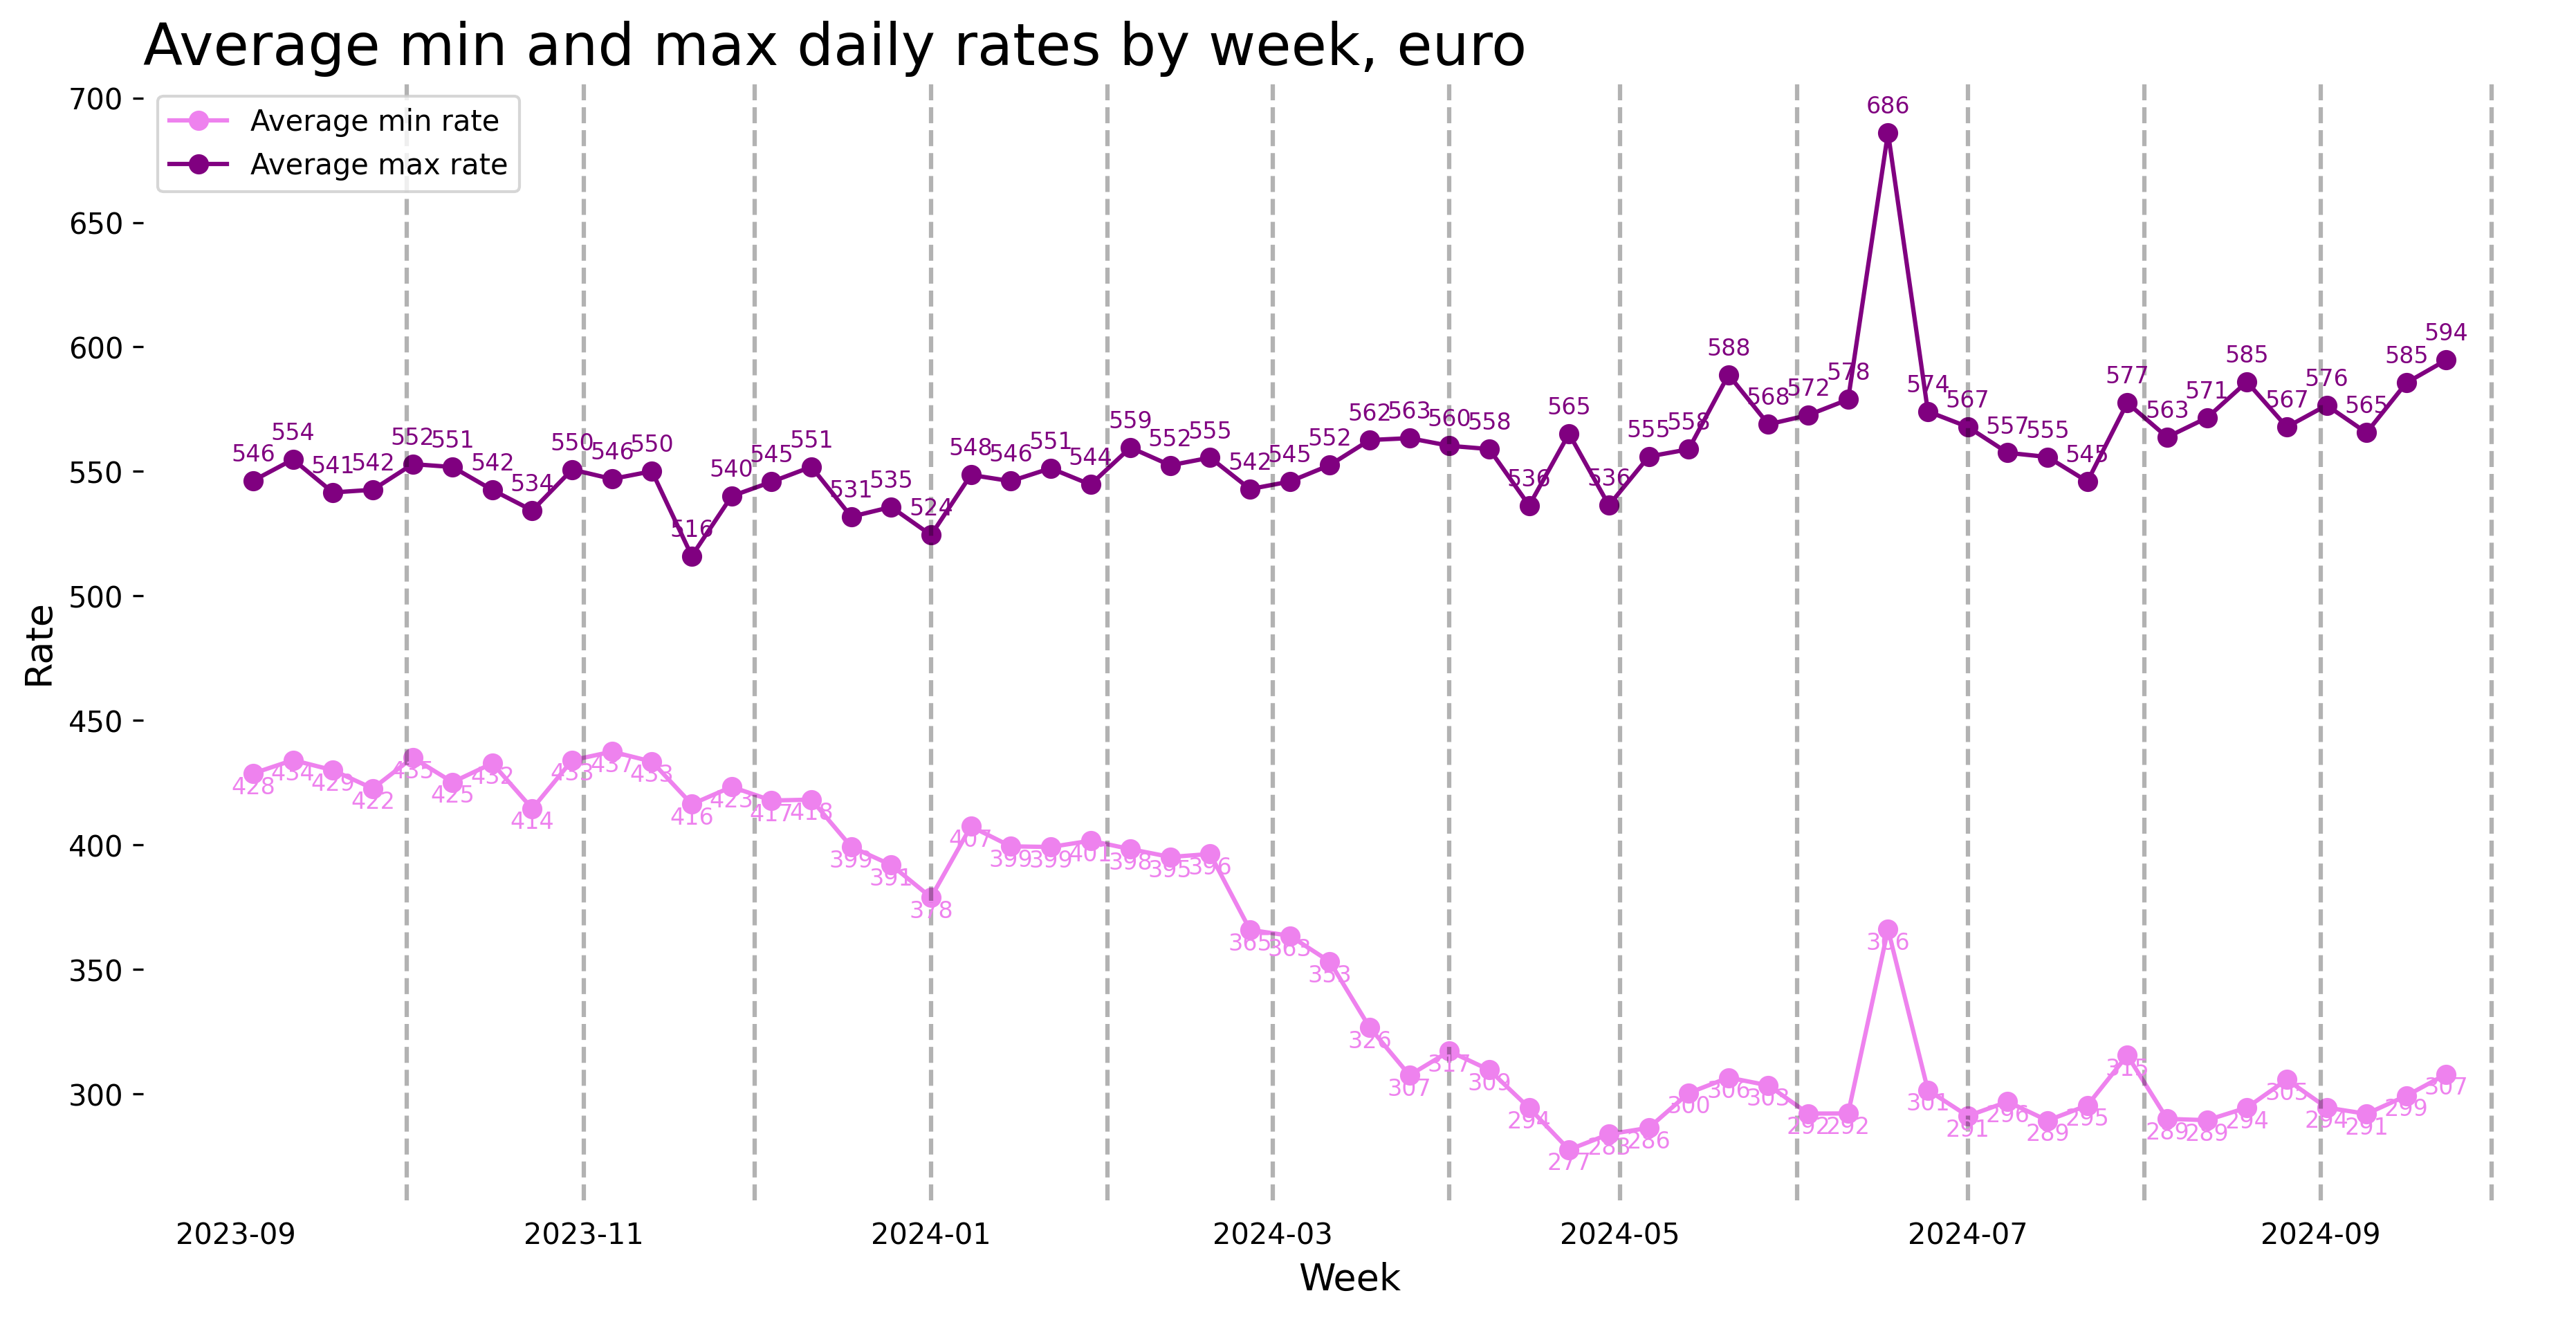 Average min and max daily rates by week, euro
700
650
600
550
500
450
400
350
300
Rate
Average min rate
Average max rate
546 554 541 542 552 551 542 534 550 546 550 516 540 545 551 531 535 524 548 546 551 544 559 552 555 542 545 552 562 563 560 558 536 565 536 555 558 588 568 572 578 686 574 567 557 555 545 577 563 571 585 567 576 565 585 594
428 434 429 422 435 425 432 414 433 437 433 416 423 417 418 399 391 378 407 399 399 401 398 395 396 365 363 353 326 307 317 309 294 277 283 286 300 306 303 292 292 366 301 291 296 289 295 315 289 289 294 305 294 291 299 307
2023-09 2023-11 2024-01 2024-03 2024-05 2024-07 2024-09
Week